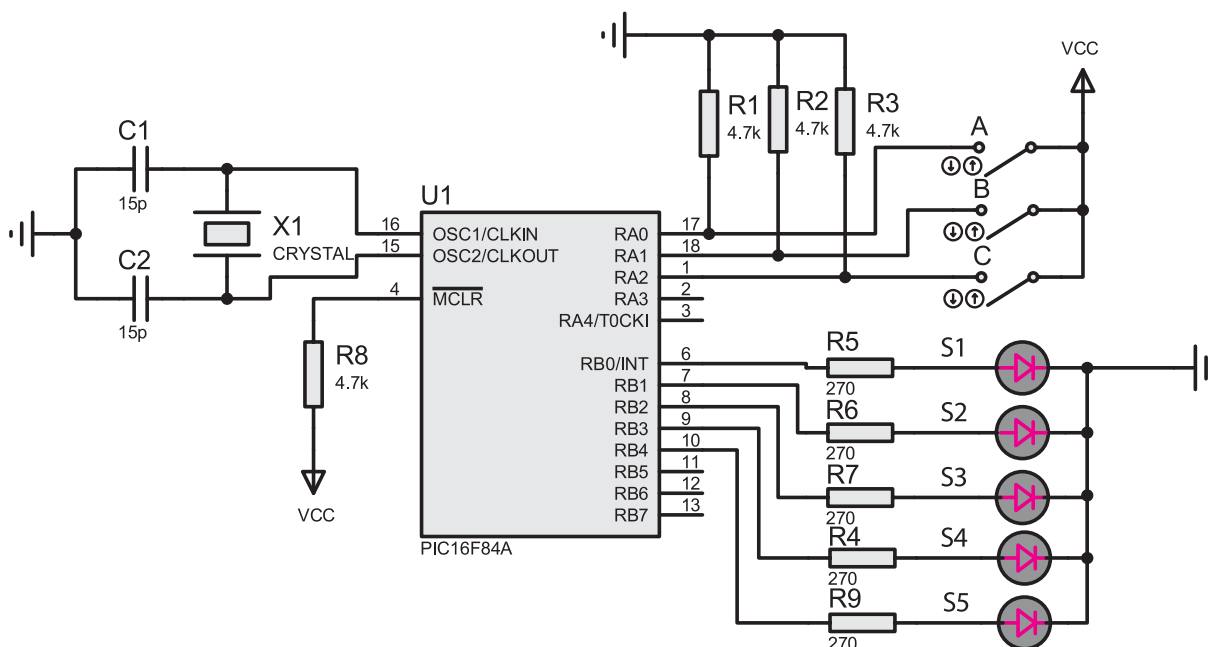 C1
15p
C2
15p
X1
CRYSTAL
R8
4.7k
VCC
U1
16
OSC1/CLKIN
15
OSC2/CLKOUT
4
MCLR
RA0
17
RA1
18
RA2
1
RA3
2
RA4/T0CKI
3
RB0/INT
6
RB1
7
RB2
8
RB3
9
RB4
10
RB5
11
RB6
12
RB7
13
PIC16F84A
R1
4.7k
R2
4.7k
R3
4.7k
VCC
A
B
C
R5
270
S1
R6
270
S2
R7
270
S3
R4
270
S4
R9
270
S5